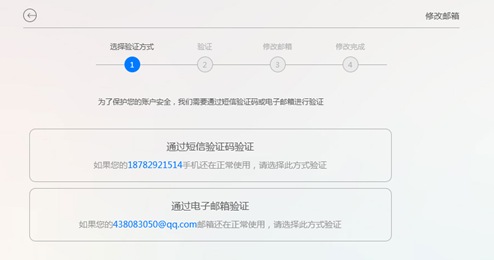 修改邮箱
选择验证方式 验证 修改邮箱 修改完成
1 2 3 4
为了保护您的账户安全，我们需要通过短信验证码或电子邮箱进行验证
通过短信验证码验证
如果您的18782921514手机还在正常使用，请选择此方式验证
通过电子邮箱验证
如果您的438083050@qq.com邮箱还在正常使用，请选择此方式验证